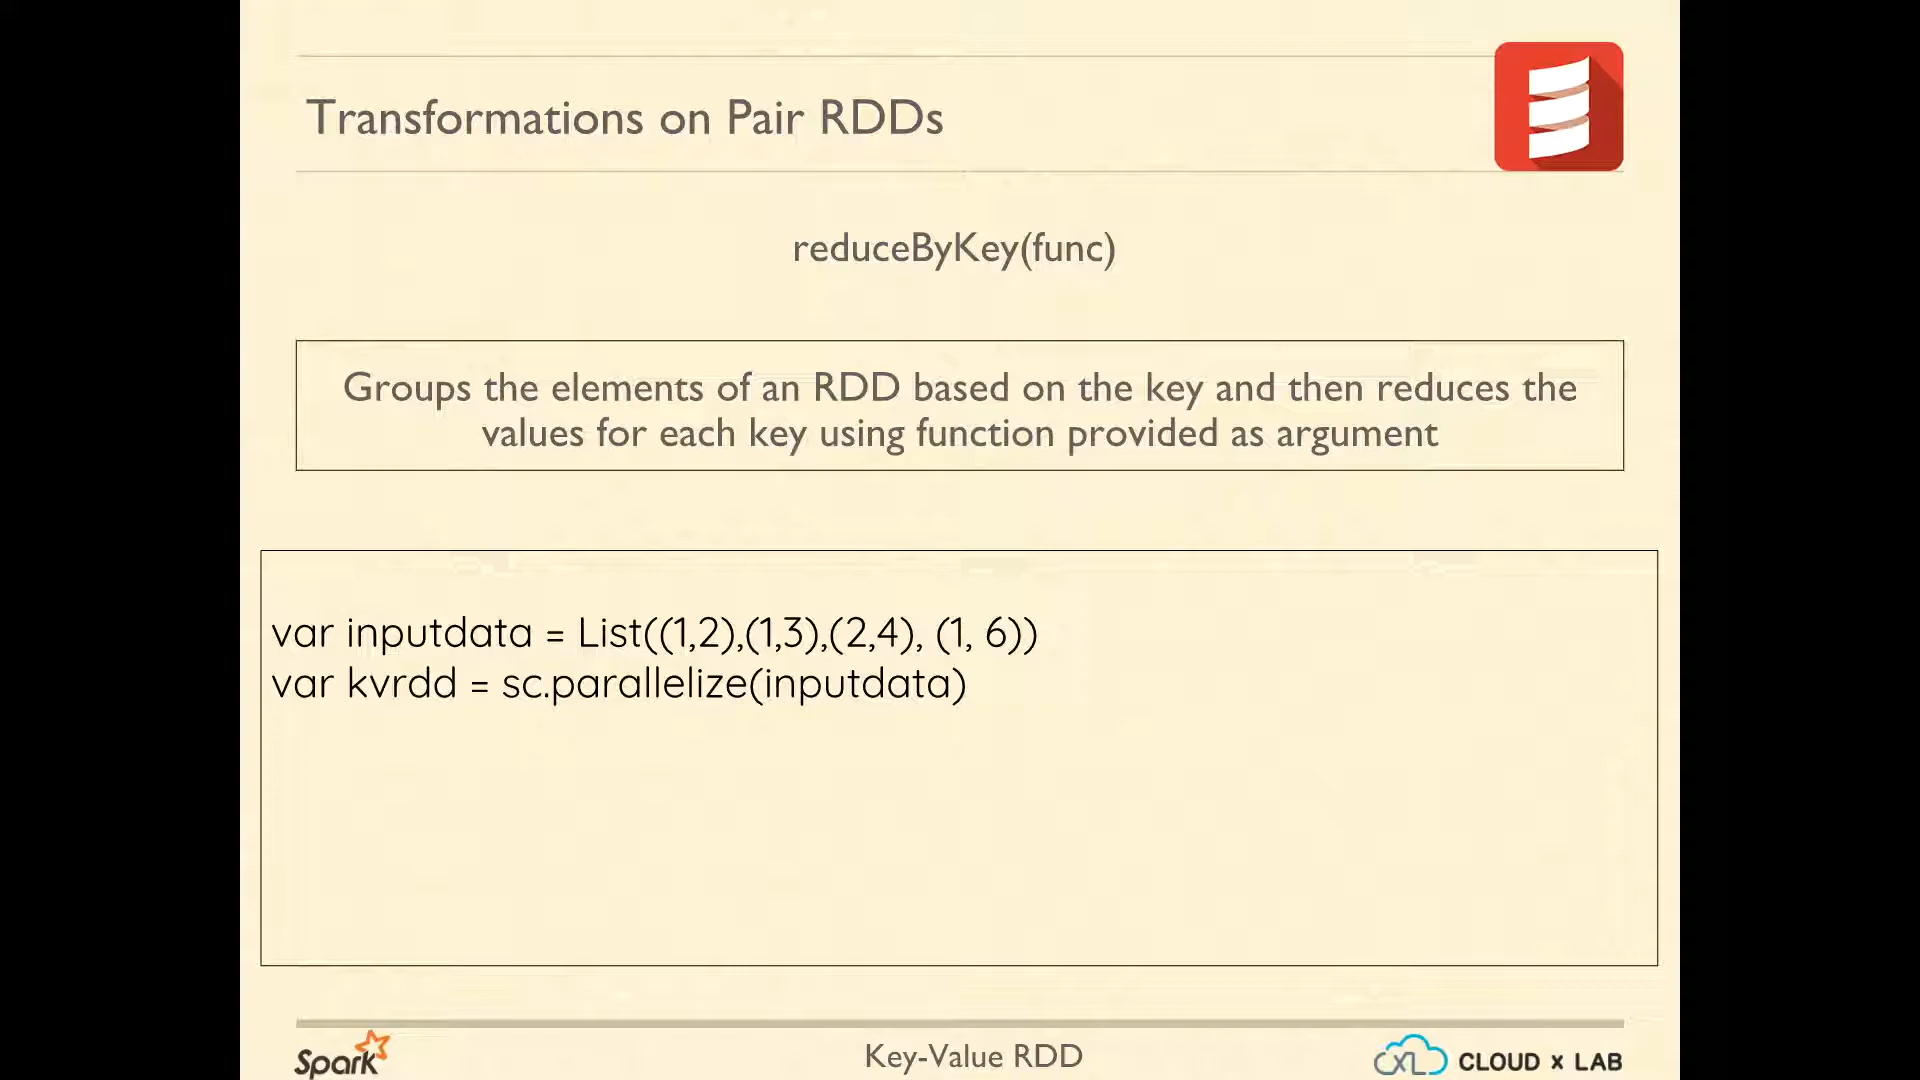 Transformations on Pair RDDs
reduceByKey(func)
Groups the elements of an RDD based on the key and then reduces the
values for each key using function provided as argument
var inputdata = List((1,2),(1,3),(2,4), (1, 6))
var kvrdd = sc.parallelize(inputdata)
Spark
Key-Value RDD
CXL CLOUD x LAB